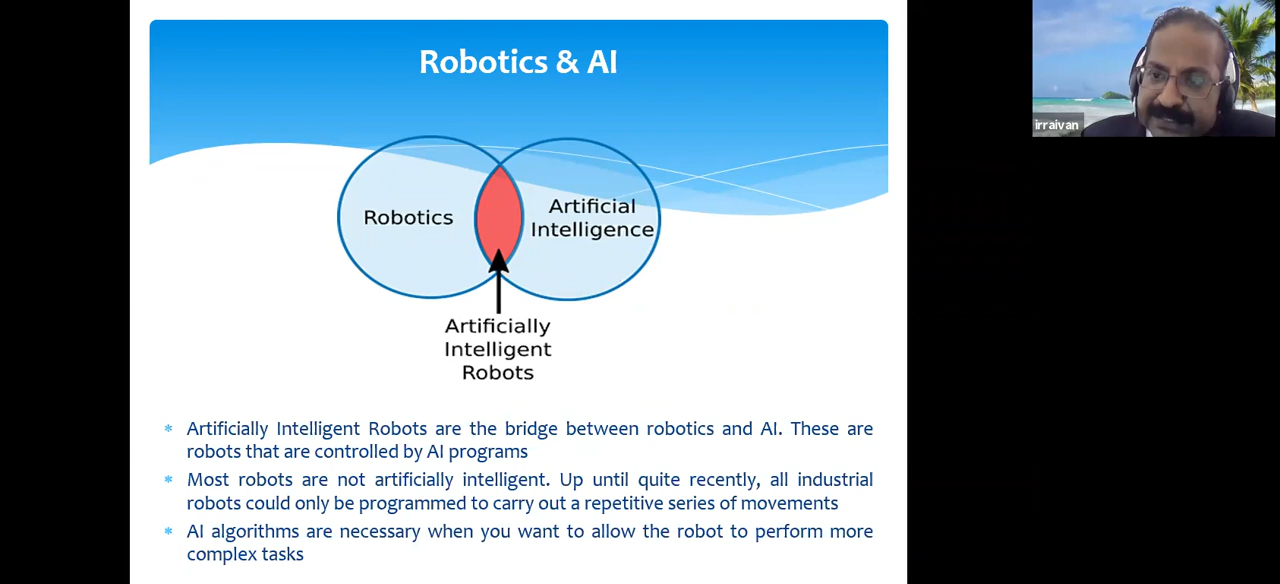 Robotics & AI
irraivan
Robotics
Artificial
Intelligence
Artificially
Intelligent
Robots
* Artificially Intelligent Robots are the bridge between robotics and AI. These are
robots that are controlled by AI programs
* Most robots are not artificially intelligent. Up until quite recently, all industrial
robots could only be programmed to carry out a repetitive series of movements
* AI algorithms are necessary when you want to allow the robot to perform more
complex tasks